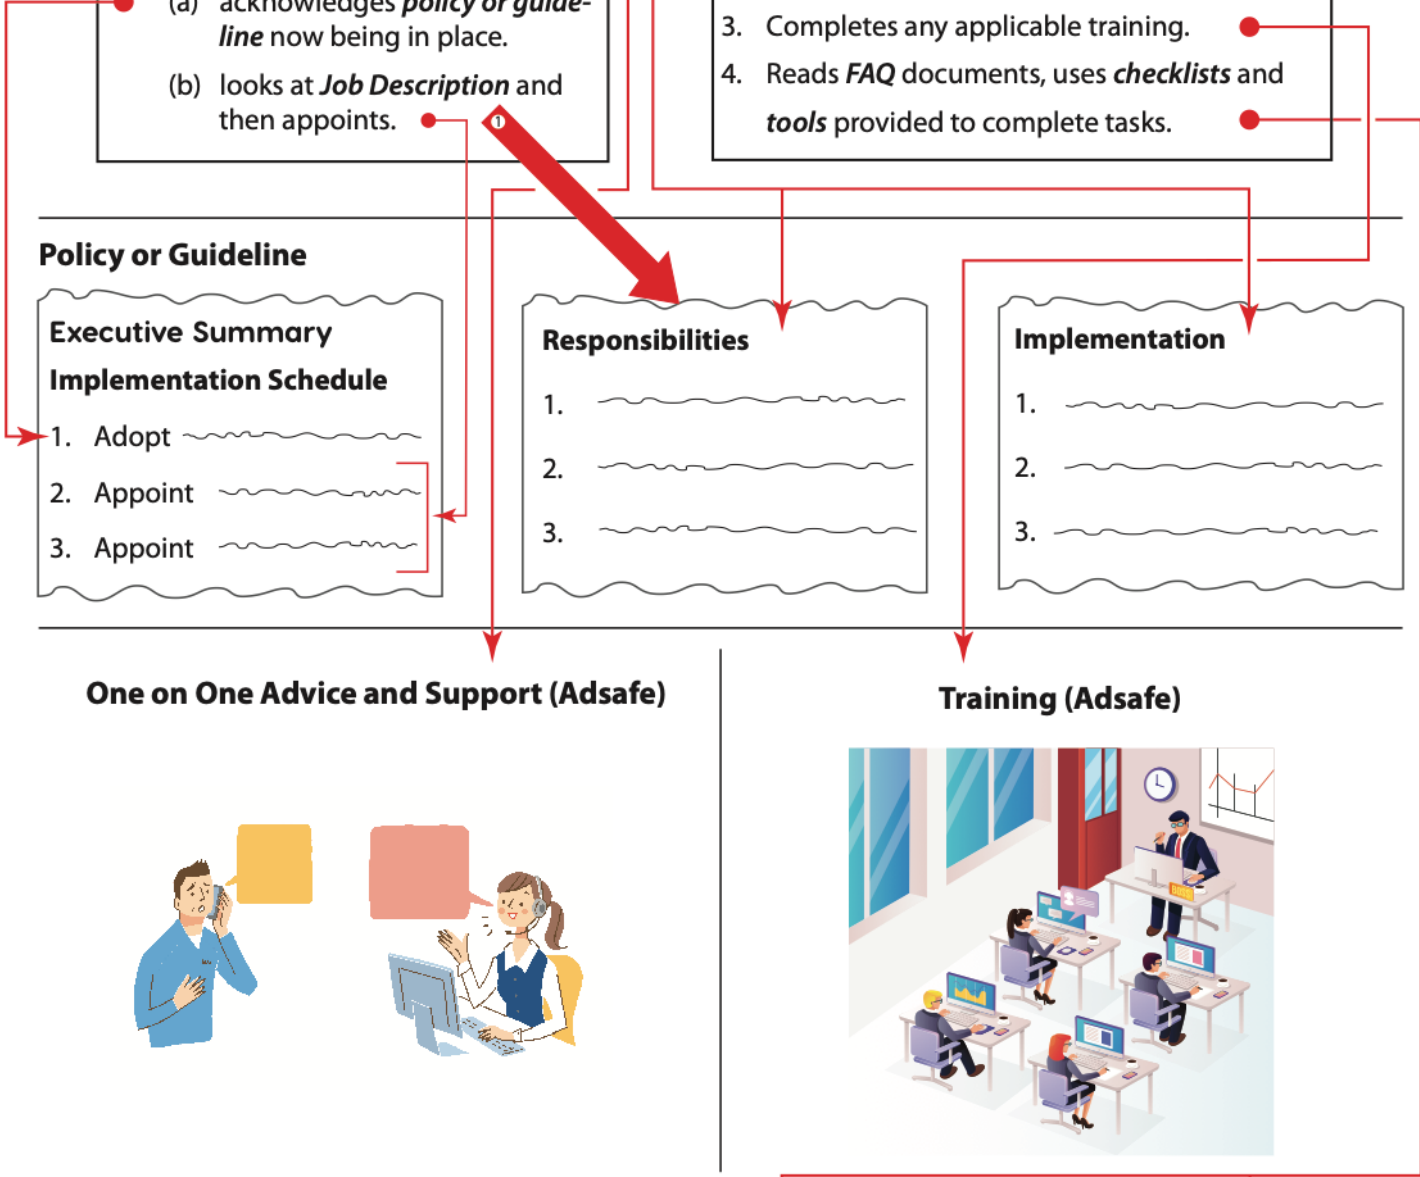 (a) acknowledges policy or guide-
line now being in place.
(b) looks at Job Description and
then appoints.
1
3. Completes any applicable training.
4. Reads FAQ documents, uses checklists and
tools provided to complete tasks.
Policy or Guideline
Executive Summary
Implementation Schedule
1. Adopt
2. Appoint
3. Appoint
Responsibilities
1.
2.
3.
Implementation
1.
2.
3.
One on One Advice and Support (Adsafe)
Training (Adsafe)
BOSS